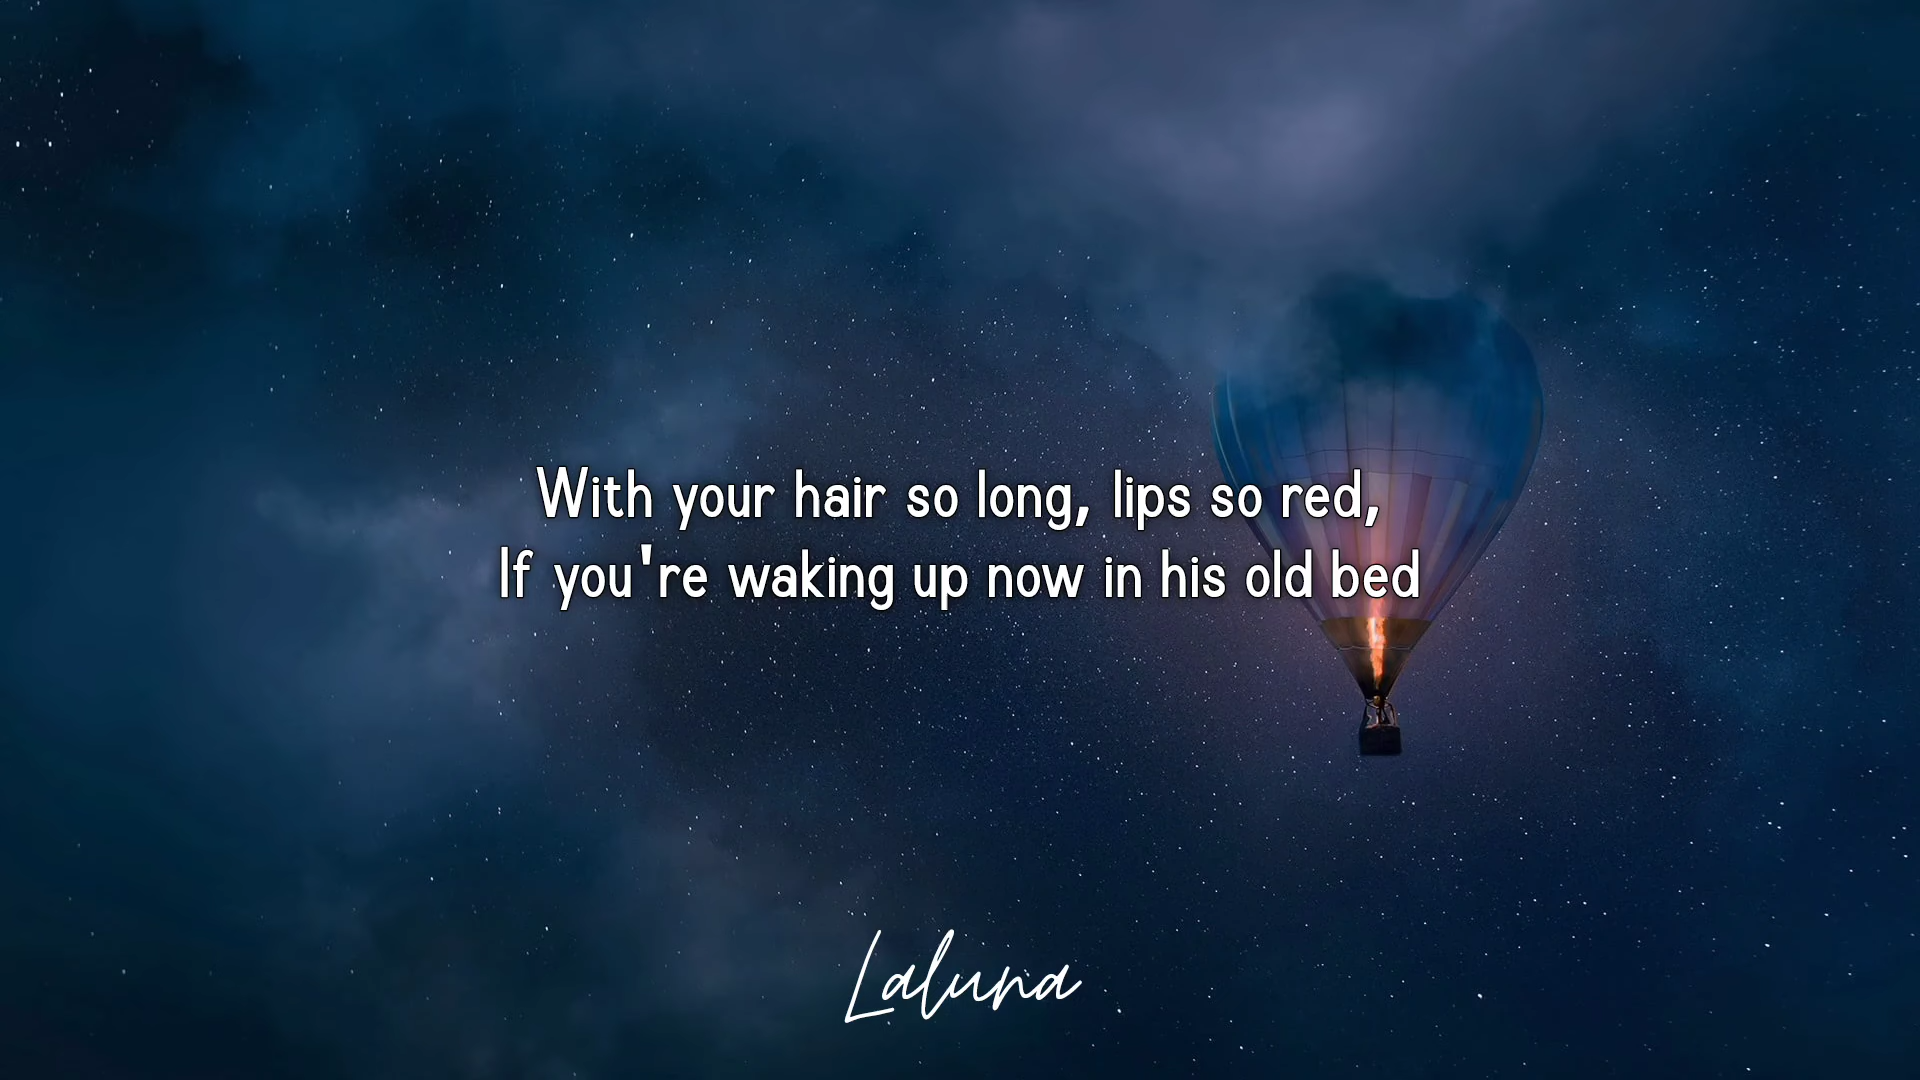 With your hair so long, lips so red,
If you're waking up now in his old bed
Laluna